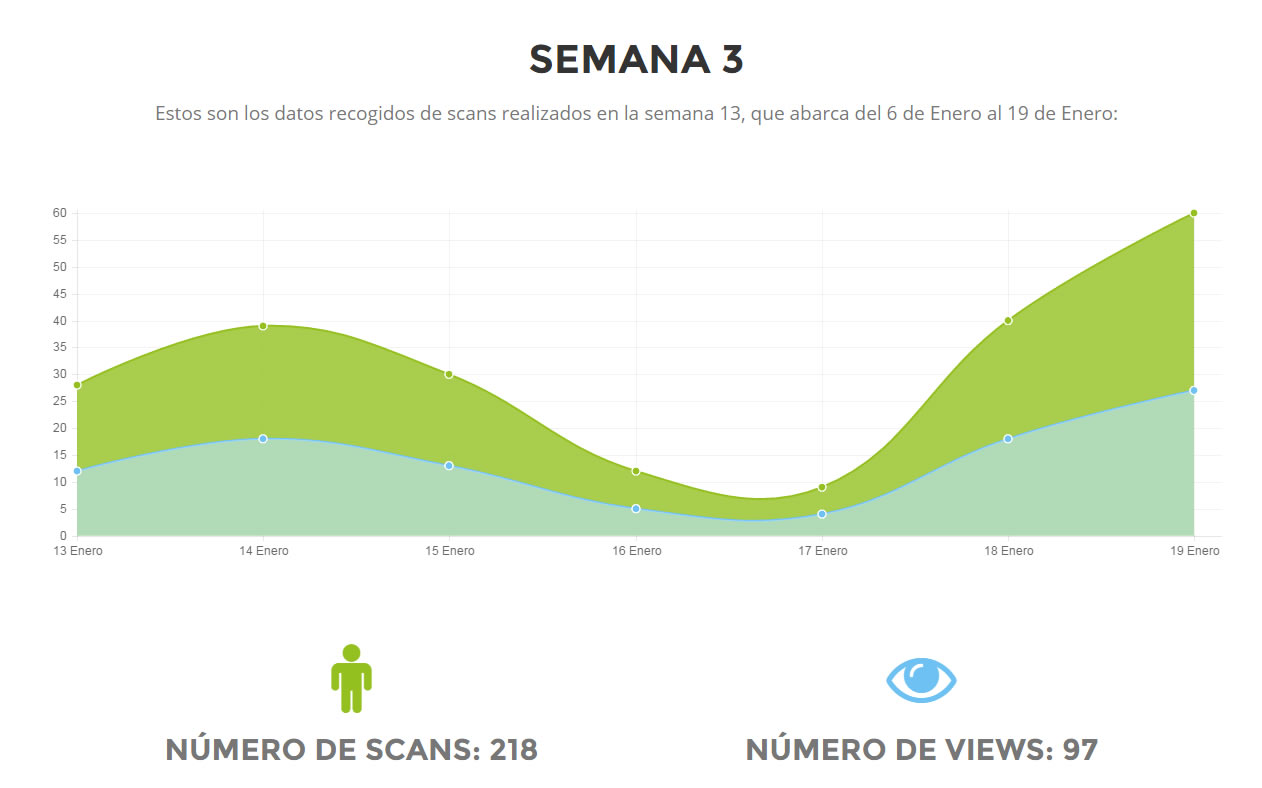 SEMANA 3
Estos son los datos recogidos de scans realizados en la semana 13, que abarca del 6 de Enero al 19 de Enero:
60
55
50
45
40
35
30
25
20
15
10
5
0
13 Enero 14 Enero 15 Enero 16 Enero 17 Enero 18 Enero 19 Enero
NÚMERO DE SCANS: 218
NÚMERO DE VIEWS: 97